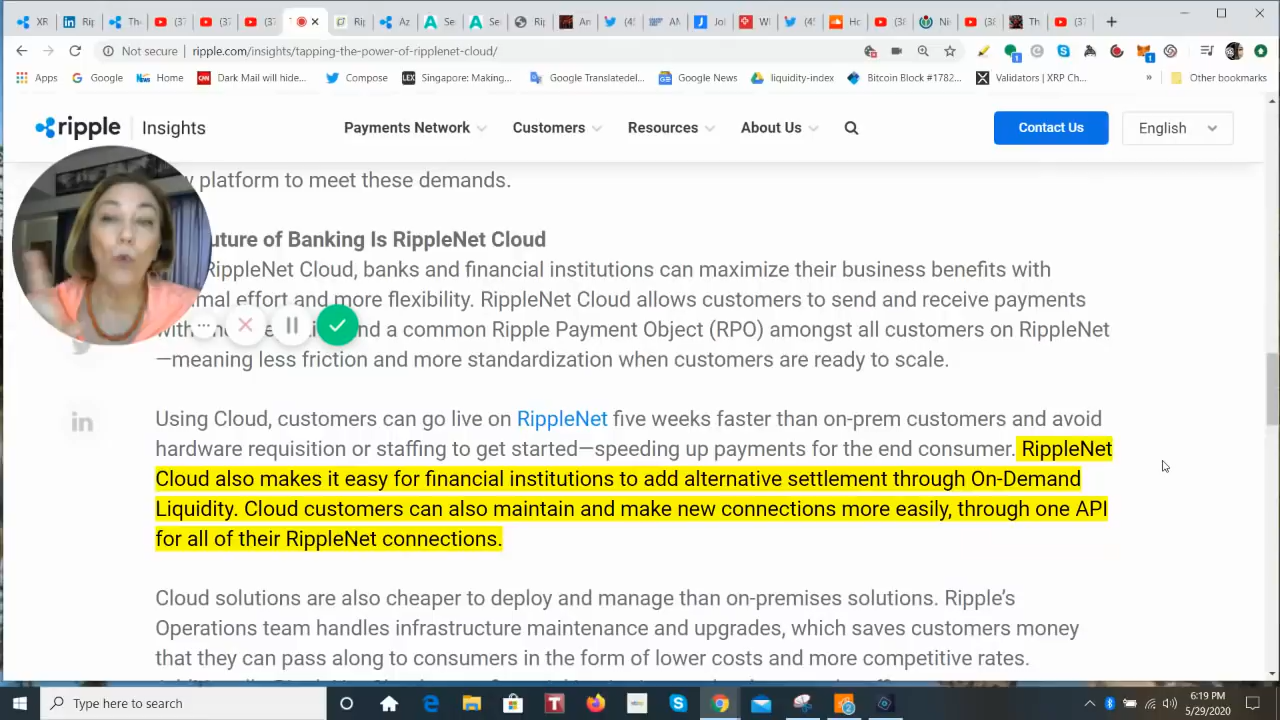 XR
Not secure | ripple.com/insights/tapping-the-power-of-ripplenet-cloud/
Apps Google Home Dark Mail will hide... Compose Singapore: Making... Google Translatedel... Google News liquidity-index Bitcoin Block #1782... Validators | XRP Ch... » Other bookmarks
ripple Insights Payments Network Customers Resources About Us Contact Us English
platform to meet these demands.
uture of Banking Is RippleNet Cloud
RippleNet Cloud, banks and financial institutions can maximize their business benefits with
mal effort and more flexibility. RippleNet Cloud allows customers to send and receive payments
and a common Ripple Payment Object (RPO) amongst all customers on RippleNet
—meaning less friction and more standardization when customers are ready to scale.
in
Using Cloud, customers can go live on RippleNet five weeks faster than on-prem customers and avoid
hardware requisition or staffing to get started—speeding up payments for the end consumer. RippleNet
Cloud also makes it easy for financial institutions to add alternative settlement through On-Demand
Liquidity. Cloud customers can also maintain and make new connections more easily, through one API
for all of their RippleNet connections.
Cloud solutions are also cheaper to deploy and manage than on-premises solutions. Ripple's
Operations team handles infrastructure maintenance and upgrades, which saves customers money
that they can pass along to consumers in the form of lower costs and more competitive rates.
Type here to search
6:19 PM
5/29/2020